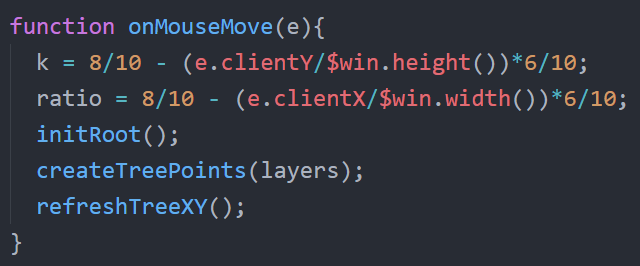 function onMouseMove(e){
k = 8/10 - (e.clientY/$win.height())*6/10;
ratio = 8/10 - (e.clientX/$win.width())*6/10;
initRoot();
createTreePoints(layers);
refreshTreeXY();
}